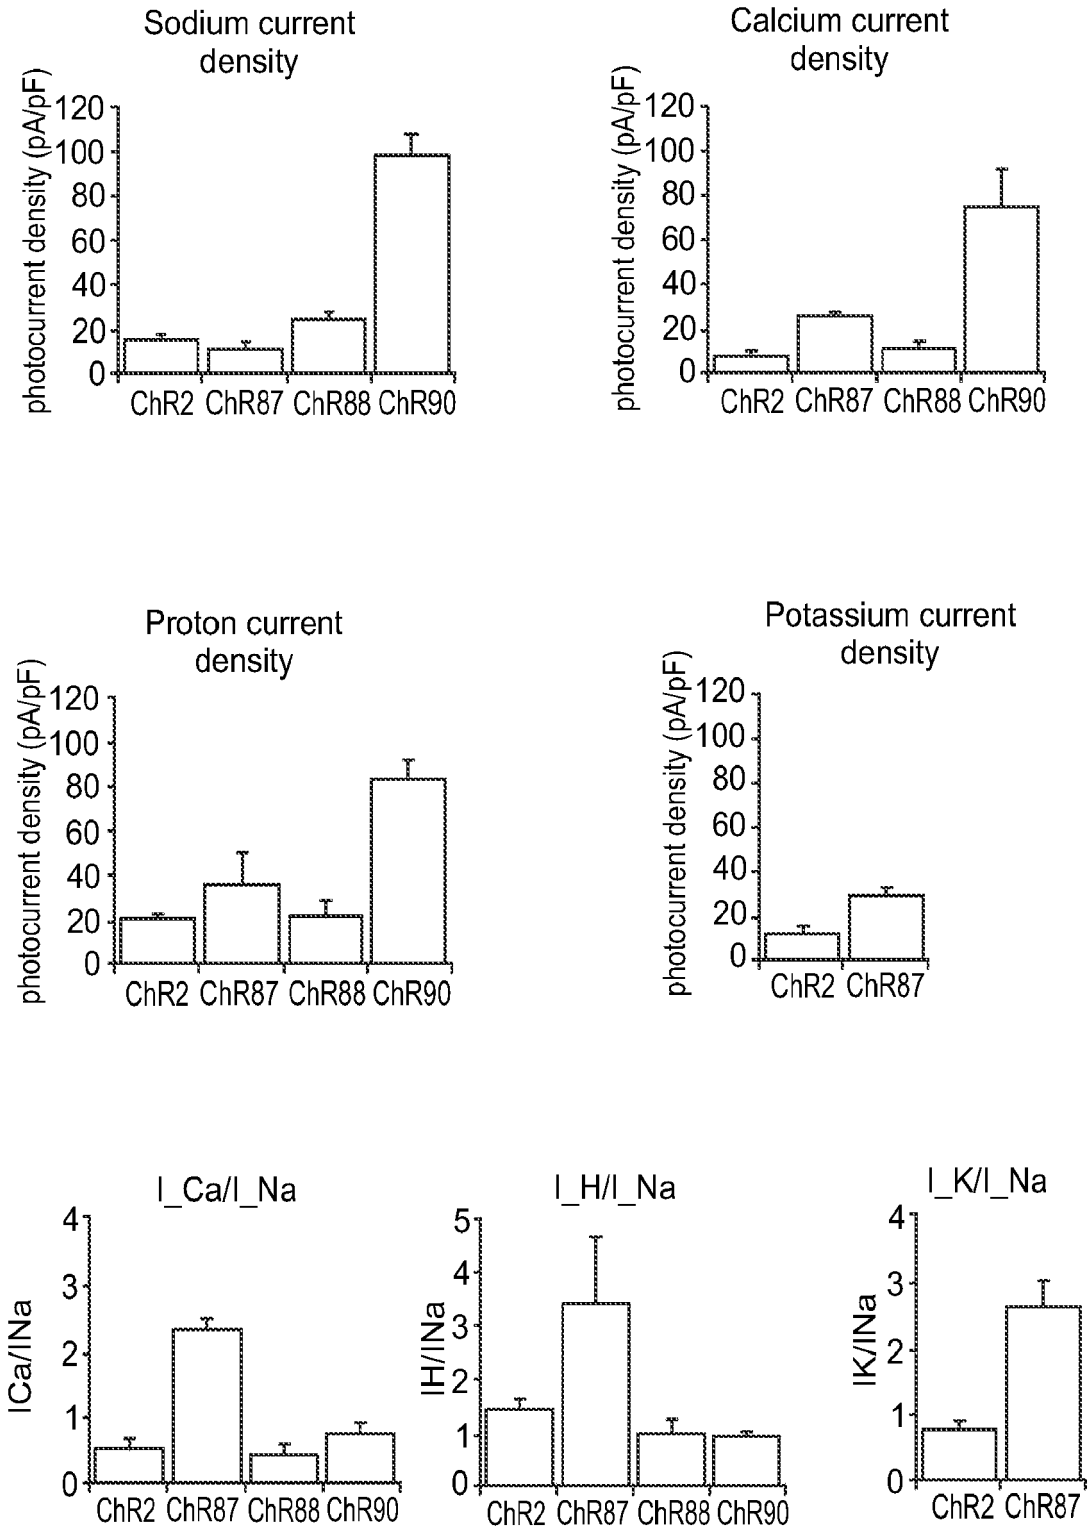 Sodium current
density
photocurrent density (pA/pF)
120
100
80
60
40
20
0
ChR2 ChR87 ChR88 ChR90
Calcium current
density
photocurrent density (pA/pF)
120
100
80
60
40
20
0
ChR2 ChR87 ChR88 ChR90
Proton current
density
photocurrent density (pA/pF)
120
100
80
60
40
20
0
ChR2 ChR87 ChR88 ChR90
Potassium current
density
photocurrent density (pA/pF)
120
100
80
60
40
20
0
ChR2 ChR87
I_Ca/I_Na
ICa/INa
4
3
2
1
0
ChR2 ChR87 ChR88 ChR90
I_H/I_Na
IH/INa
5
4
3
2
1
0
ChR2 ChR87 ChR88 ChR90
I_K/I_Na
IK/INa
4
3
2
1
0
ChR2 ChR87